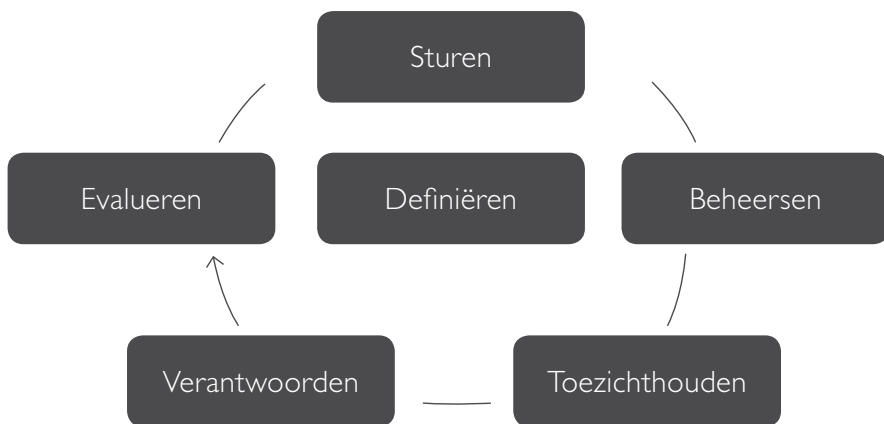 Sturen
Evalueren
Definiëren
Beheersen
Verantwoorden
Toezichthouden